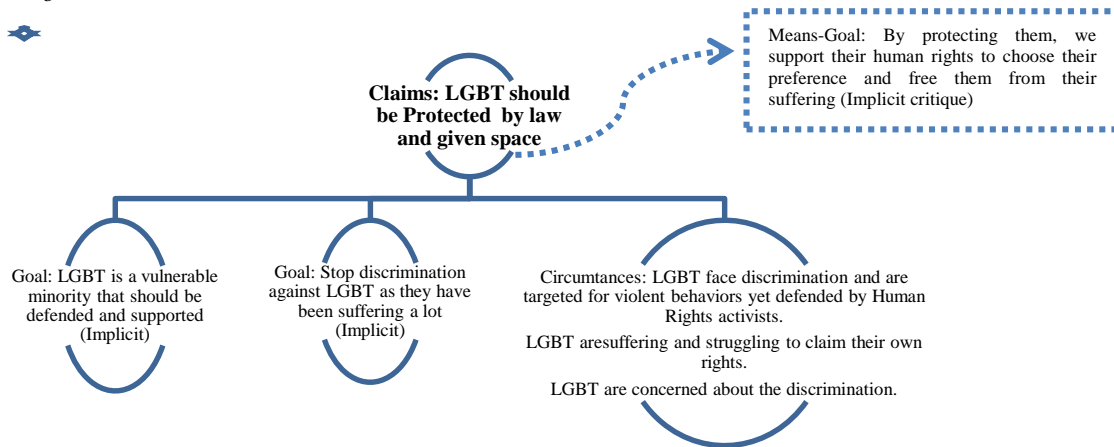 Means-Goal: By protecting them, we
support their human rights to choose their
preference and free them from their
suffering (Implicit critique)
Claims: LGBT should
be Protected by law
and given space
Goal: LGBT is a vulnerable
minority that should be
defended and supported
(Implicit)
Goal: Stop discrimination
against LGBT as they have
been suffering a lot
(Implicit)
Circumtances: LGBT face discrimination and are
targeted for violent behaviors yet defended by Human
Rights activists.
LGBT aresuffering and struggling to claim their own
rights.
LGBT are concerned about the discrimination.